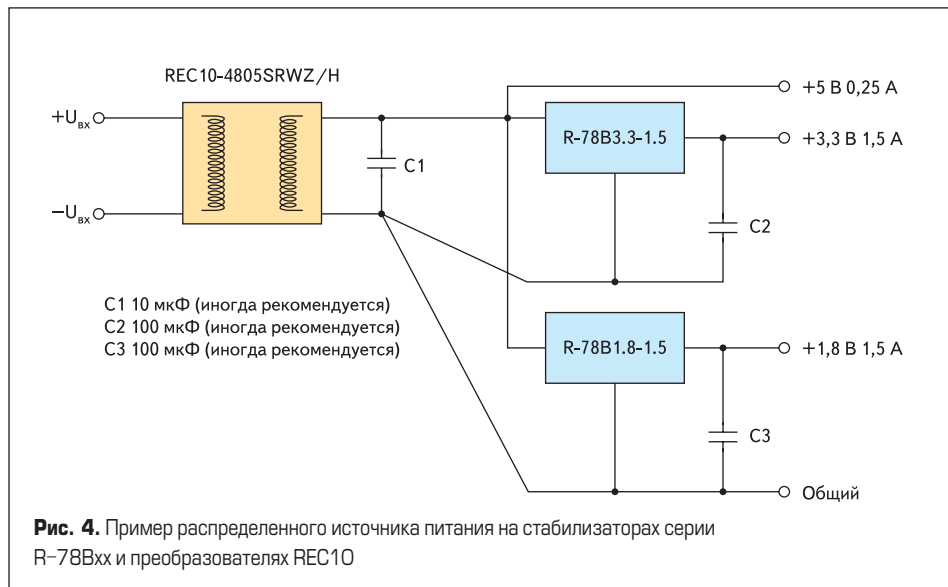 REC10-4805SRWZ/H
+Uвх
−Uвх
C1
R-78B3.3-1.5
+5 В 0,25 А
+3,3 В 1,5 А
C2
C1 10 мкФ (иногда рекомендуется)
C2 100 мкФ (иногда рекомендуется)
C3 100 мкФ (иногда рекомендуется)
R-78B1.8-1.5
+1,8 В 1,5 А
C3
Общий
Рис. 4. Пример распределенного источника питания на стабилизаторах серии
R-78Bxx и преобразователях REC10